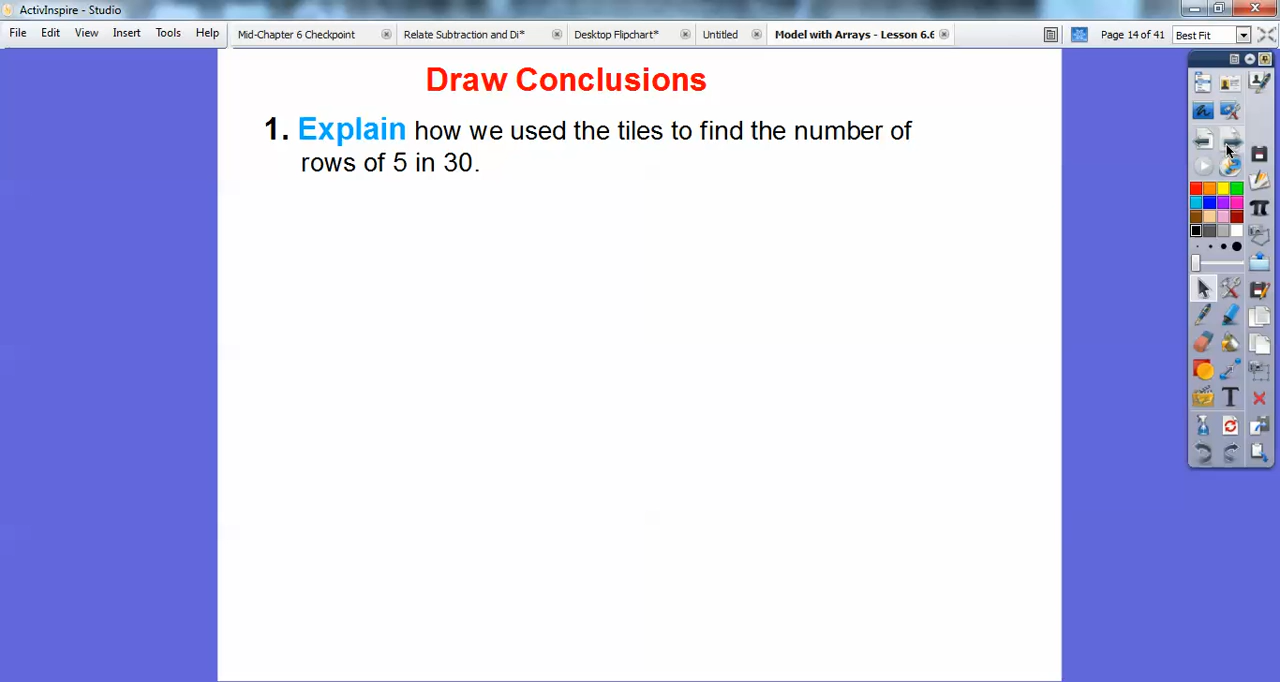 ActivInspire - Studio
File Edit View Insert Tools Help
Mid-Chapter 6 Checkpoint
Relate Subtraction and Di*
Desktop Flipchart*
Untitled
Model with Arrays - Lesson 6.6
Page 14 of 41
Best Fit
Draw Conclusions
1. Explain how we used the tiles to find the number of
rows of 5 in 30.